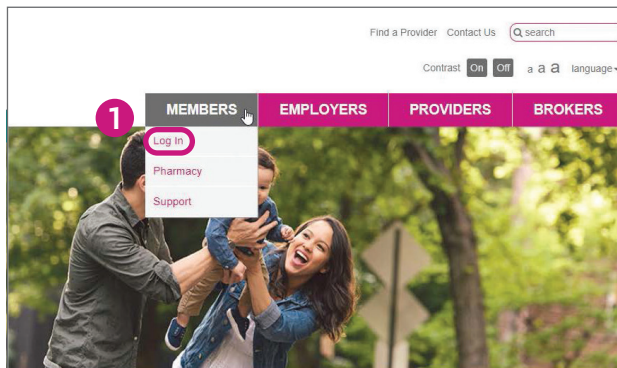 Find a Provider Contact Us search
Contrast On Off a a a language
1 MEMBERS EMPLOYERS PROVIDERS BROKERS
Log In
Pharmacy
Support